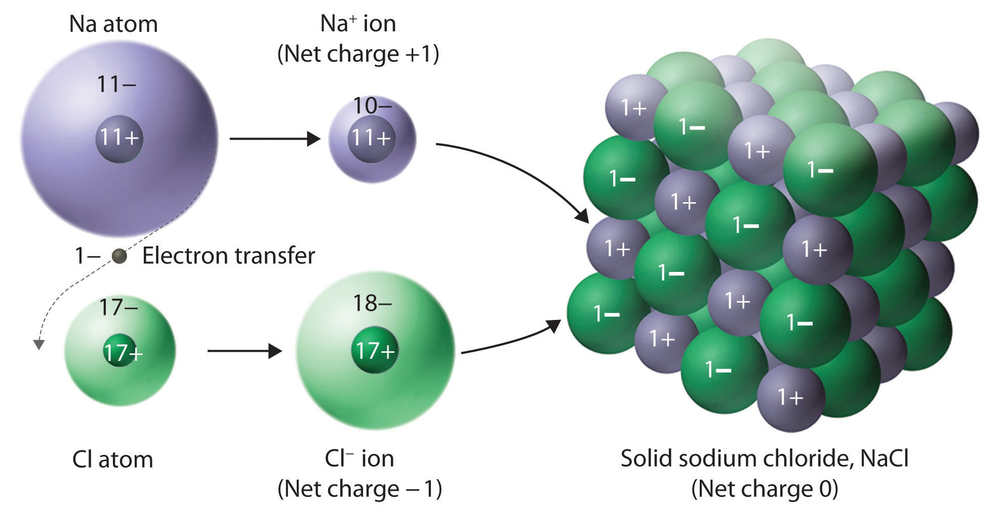 Na atom
11−
11+
Na⁺ ion
(Net charge +1)
10−
11+
1− Electron transfer
17−
17+
Cl atom
18−
17+
Cl⁻ ion
(Net charge − 1)
1+
1−
1+
1−
1−
1+
1−
1+
1+
1−
1+
1−
1−
1+
1−
1+
Solid sodium chloride, NaCl
(Net charge 0)